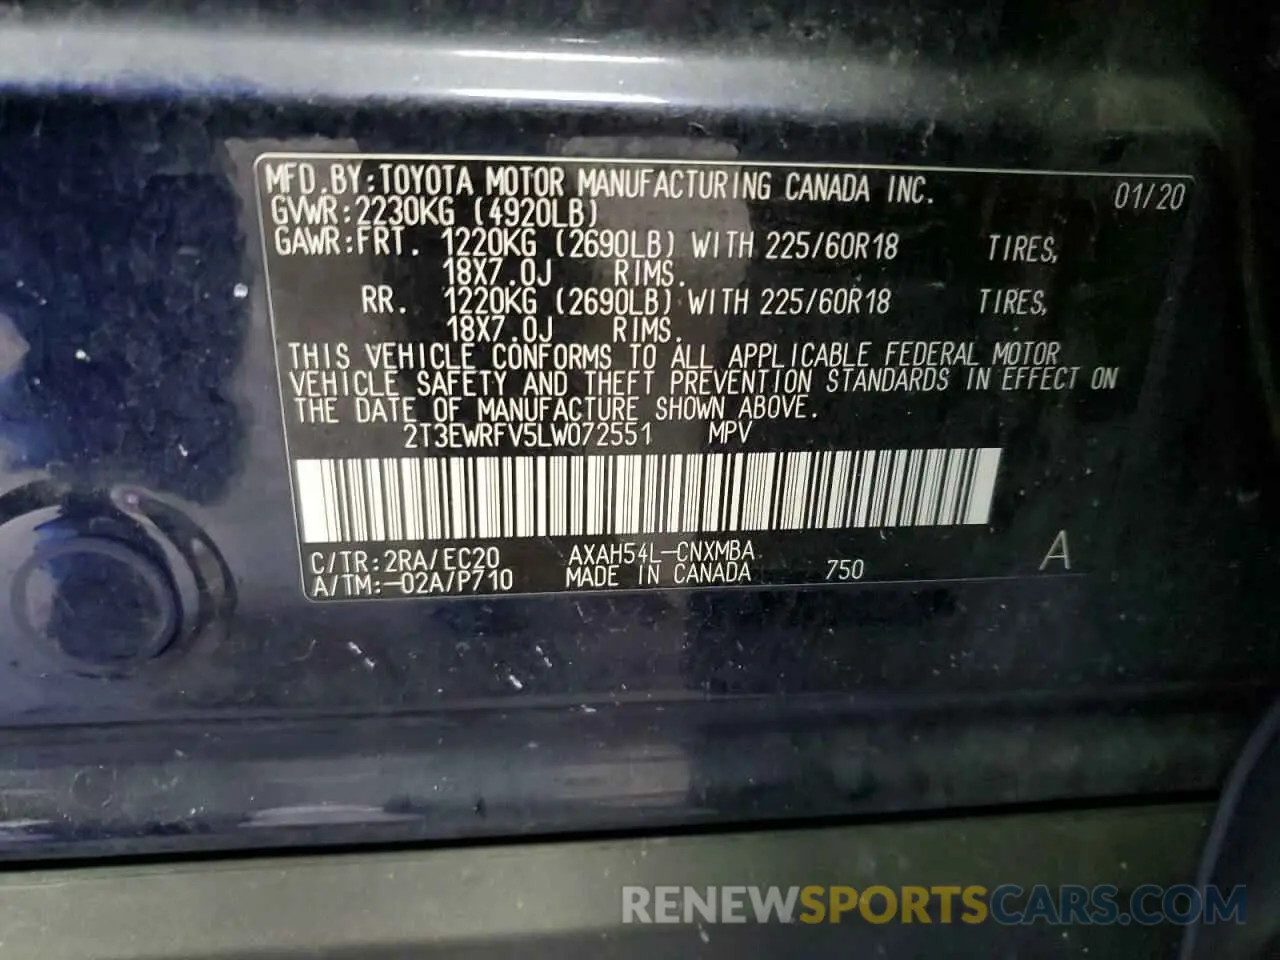 MFD.BY:TOYOTA MOTOR MANUFACTURING CANADA INC. 01/20
GVWR:2230KG (4920LB)
GAWR:FRT. 1220KG (2690LB) WITH 225/60R18 TIRES,
18X7.0J RIMS.
RR. 1220KG (2690LB) WITH 225/60R18 TIRES,
18X7.0J RIMS.
THIS VEHICLE CONFORMS TO ALL APPLICABLE FEDERAL MOTOR
VEHICLE SAFETY AND THEFT PREVENTION STANDARDS IN EFFECT ON
THE DATE OF MANUFACTURE SHOWN ABOVE.
2T3EWRFV5LW072551 MPV
C/TR:2RA/EC20 AXAH54L-CNXMBA A
A/TM:-02A/P710 MADE IN CANADA 750
RENEWSPORTSCARS.COM